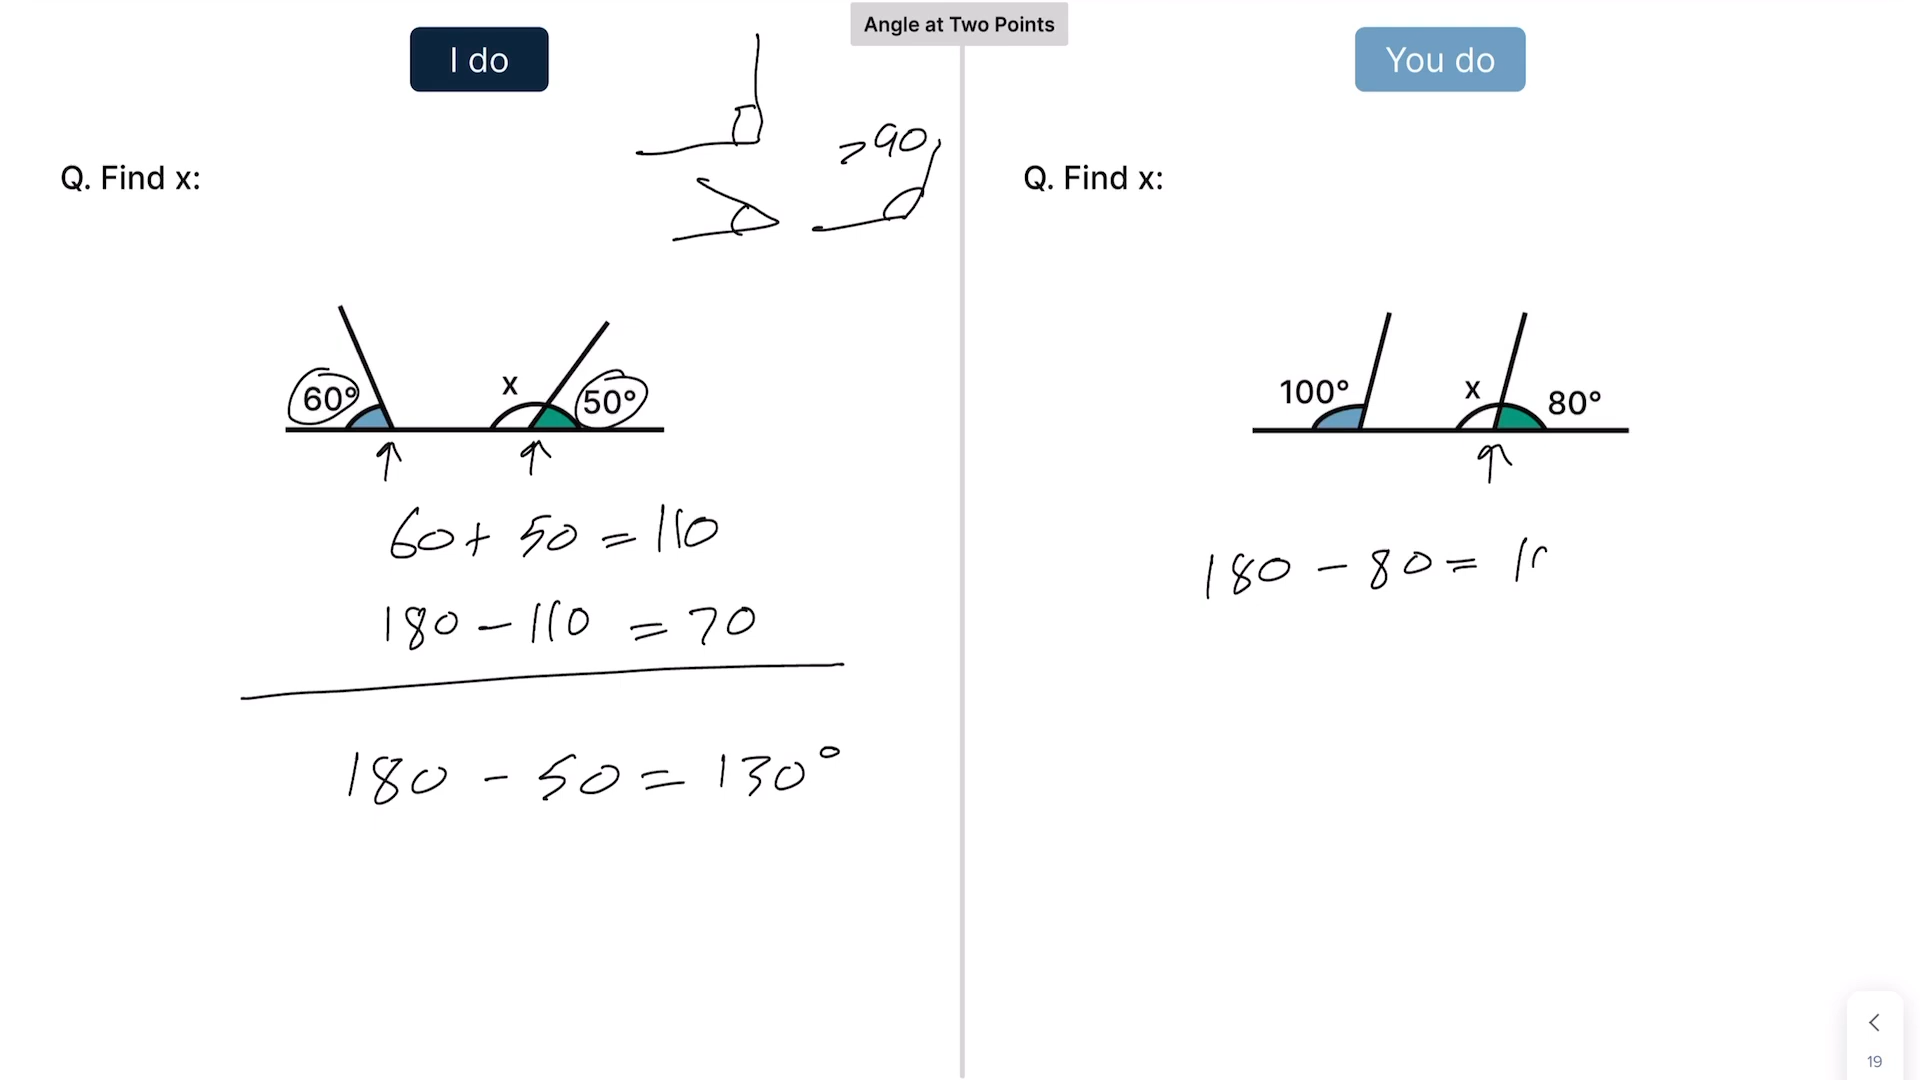 Angle at Two Points
I do
Q. Find x:
>90
60°
x
50°
60 + 50 = 110
180 - 110 = 70
180 - 50 = 130°
You do
Q. Find x:
100°
x
80°
180 - 80 = 10
19